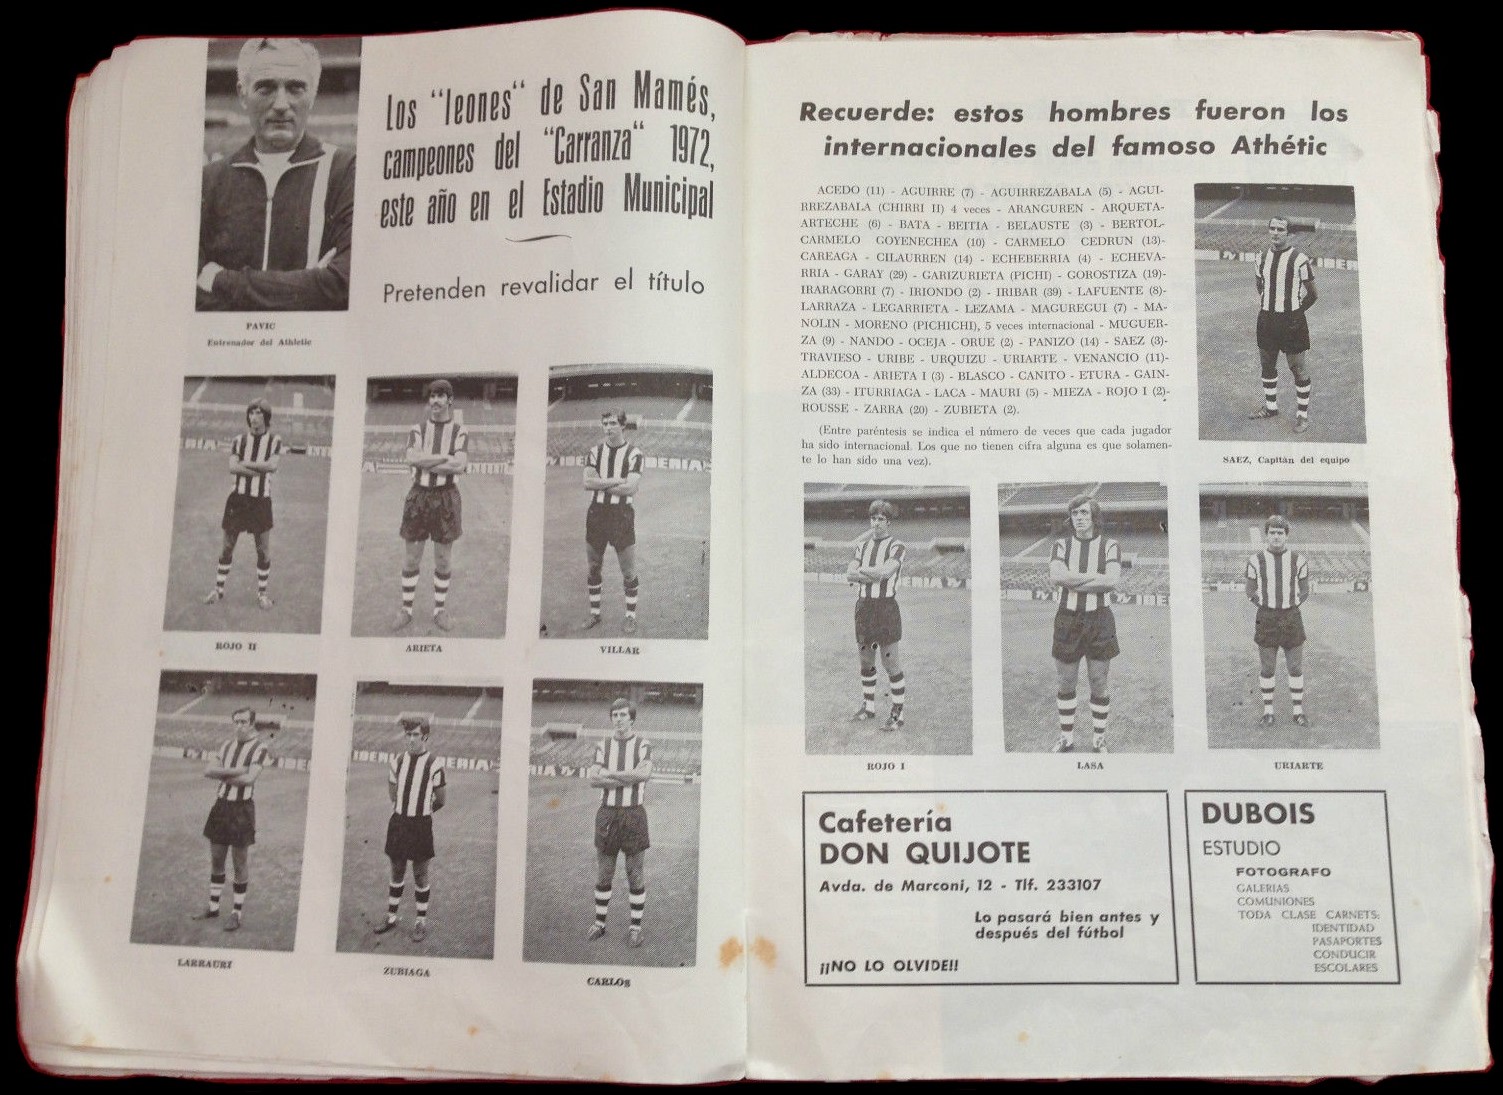 Los "leones" de San Mamés,
campeones del "Carranza" 1972,
este año en el Estadio Municipal
Pretenden revalidar el título
PAVIC
Entrenador del Athletic
ROJO II
ARIETA
VILLAR
LARRAURI
ZUBIAGA
CARLOS
Recuerde: estos hombres fueron los
internacionales del famoso Athétic
ACEDO (11) - AGUIRRE (7) - AGUIRREZABALA (5) - AGUI-
RREZABALA (CHIRRI II) 4 veces - ARANGUREN - ARQUETA-
ARTECHE (6) - BATA - BEITIA - BELAUSTE (3) - BERTOL-
CARMELO GOYENECHEA (10) - CARMELO CEDRUN (13)-
CAREAGA - CILAURREN (14) - ECHEBERRIA (4) - ECHEVA-
RRIA - GARAY (29) - GARIZURIETA (PICHI) - GOROSTIZA (19)-
IRARAGORRI (7) - IRIONDO (2) - IRIBAR (39) - LAFUENTE (8)-
LARRAZA - LEGARRIETA - LEZAMA - MAGUREGUI (7) - MA-
NOLIN - MORENO (PICHICHI), 5 veces internacional - MUGUER-
ZA (9) - NANDO - OCEJA - ORUE (2) - PANIZO (14) - SAEZ (3)-
TRAVIESO - URIBE - URQUIZU - URIARTE - VENANCIO (11)-
ALDECOA - ARIETA I (3) - BLASCO - CANITO - ETURA - GAIN-
ZA (33) - ITURRIAGA - LACA - MAURI (5) - MIEZA - ROJO I (2)-
ROUSSE - ZARRA (20) - ZUBIETA (2).
(Entre paréntesis se indica el número de veces que cada jugador
ha sido internacional. Los que no tienen cifra alguna es que solamen-
te lo han sido una vez).
SAEZ, Capitán del equipo
ROJO I
LASA
URIARTE
Cafetería
DON QUIJOTE
Avda. de Marconi, 12 - Tlf. 233107
Lo pasará bien antes y
después del fútbol
¡¡NO LO OLVIDE!!
DUBOIS
ESTUDIO
FOTOGRAFO
GALERIAS
COMUNIONES
TODA CLASE CARNETS:
IDENTIDAD
PASAPORTES
CONDUCIR
ESCOLARES